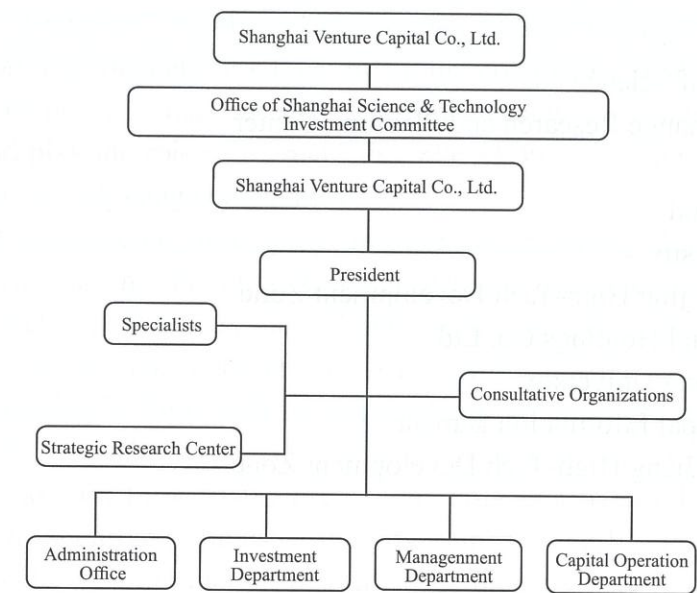 Shanghai Venture Capital Co., Ltd.
Office of Shanghai Science & Technology
Investment Committee
Shanghai Venture Capital Co., Ltd.
President
Specialists
Consultative Organizations
Strategic Research Center
Administration
Office
Investment
Department
Managenment
Department
Capital Operation
Department